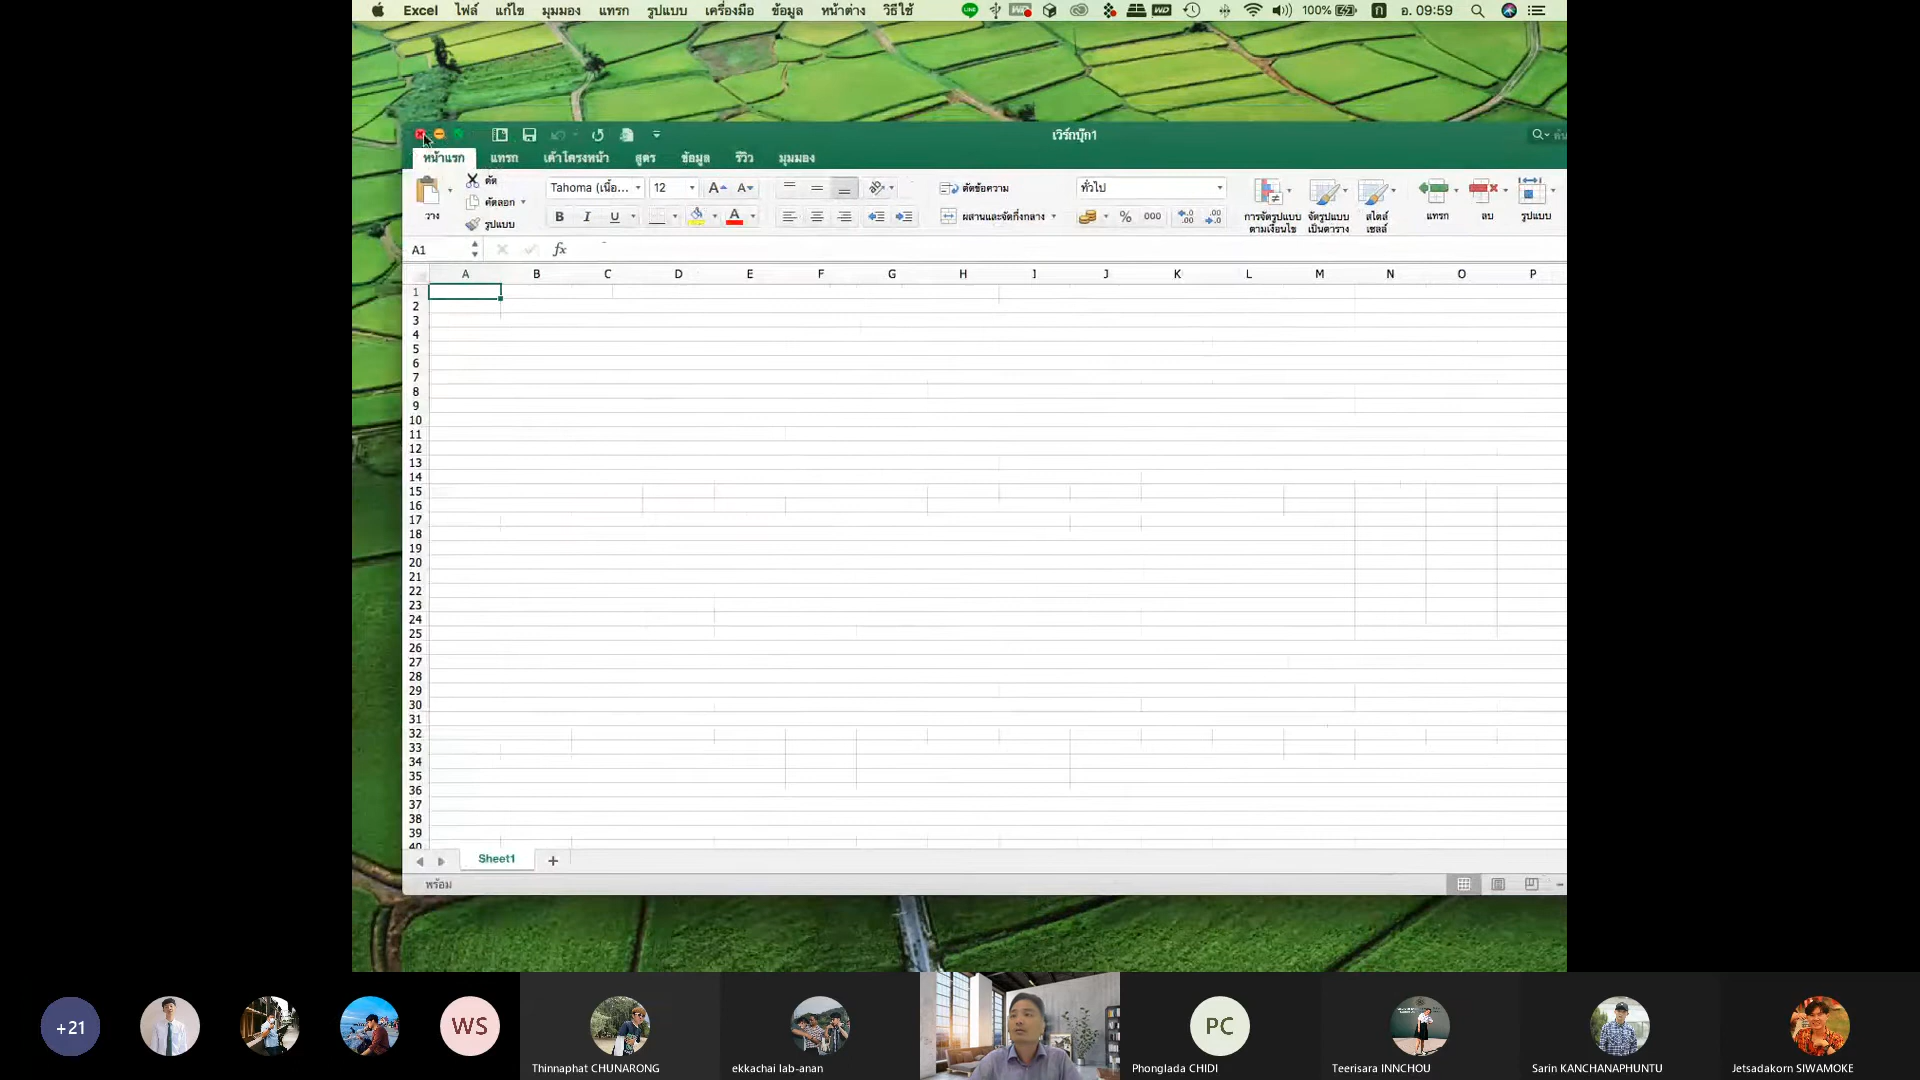 Excel ไฟล์ แก้ไข มุมมอง แทรก รูปแบบ เครื่องมือ ข้อมูล หน้าต่าง วิธีใช้ 100% ก อ. 09:59
เวิร์กบุ๊ก1
หน้าแรก แทรก เค้าโครงหน้า สูตร ข้อมูล รีวิว มุมมอง
วาง
ตัด
คัดลอก
รูปแบบ
Tahoma (เนื้อ... 12
B I U A
ตัดข้อความ
ผสานและจัดกึ่งกลาง
ทั่วไป
% 000
การจัดรูปแบบ
ตามเงื่อนไข
จัดรูปแบบ
เป็นตาราง
สไตล์
เซลล์
แทรก
ลบ
รูปแบบ
A1 fx
A B C D E F G H I J K L M N O P
1
2
3
4
5
6
7
8
9
10
11
12
13
14
15
16
17
18
19
20
21
22
23
24
25
26
27
28
29
30
31
32
33
34
35
36
37
38
39
40
Sheet1 +
พร้อม
+21
WS
Thinnaphat CHUNARONG
ekkachai lab-anan
PC
Phonglada CHIDI
Teerisara INNCHOU
Sarin KANCHANAPHUNTU
Jetsadakorn SIWAMOKE